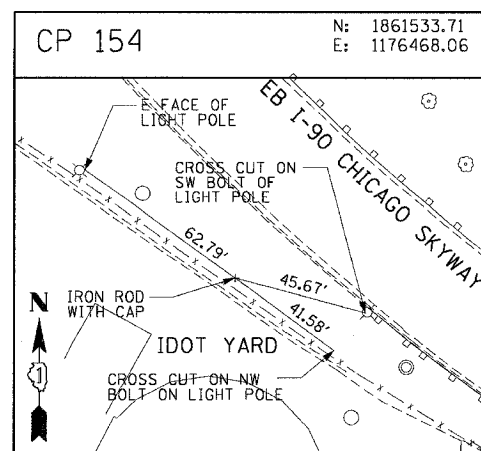 CP 154
N: 1861533.71
E: 1176468.06
E FACE OF
LIGHT POLE
EB I-90 CHICAGO SKYWAY
CROSS CUT ON
SW BOLT OF
LIGHT POLE
62.79'
45.67'
41.58'
IRON ROD
WITH CAP
N
1
IDOT YARD
CROSS CUT ON NW
BOLT ON LIGHT POLE